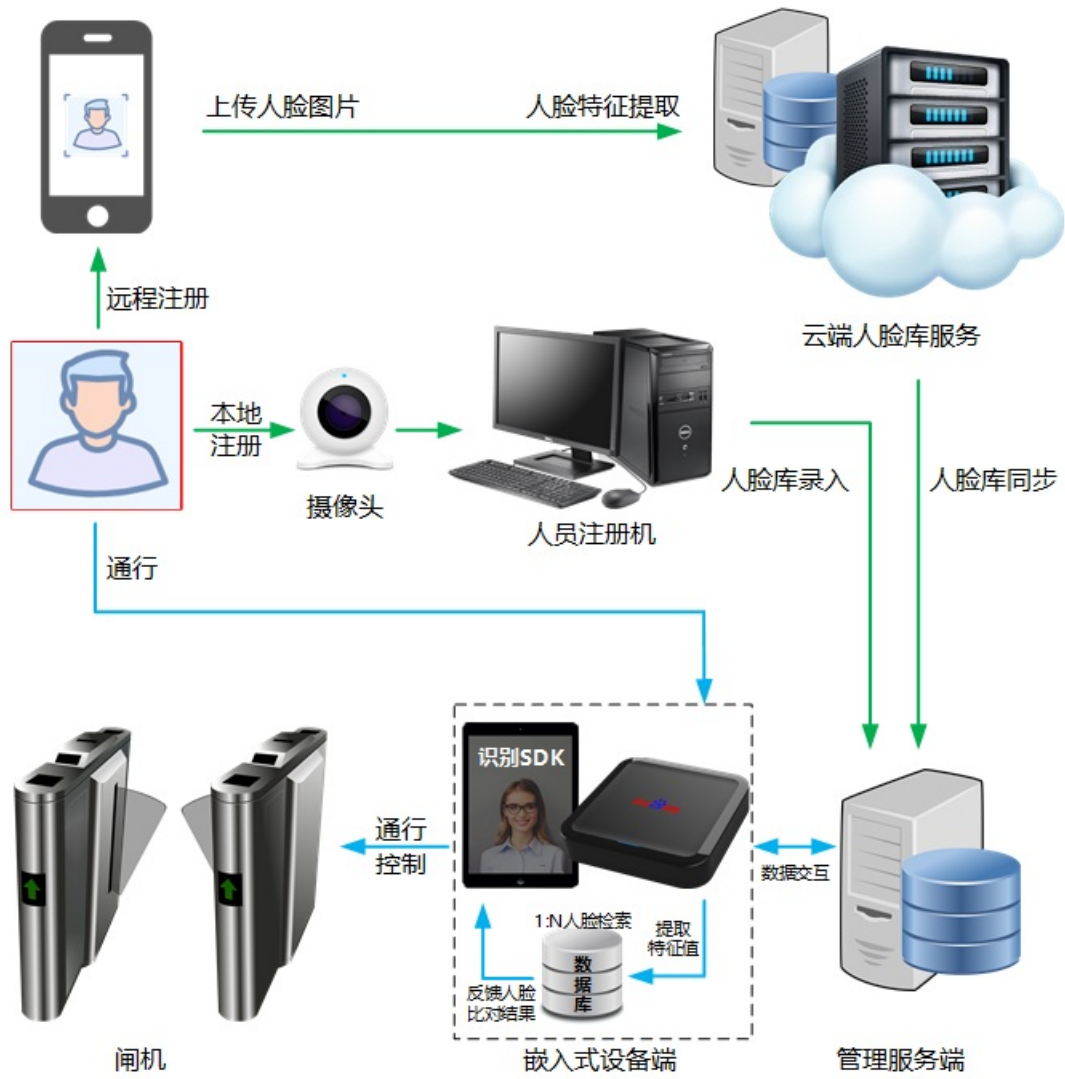 上传人脸图片
人脸特征提取
远程注册
云端人脸库服务
本地
注册
摄像头
人员注册机
人脸库录入
人脸库同步
通行
识别SDK
通行
控制
数据交互
1:N人脸检索
提取
特征值
数
据
库
反馈人脸
比对结果
闸机
嵌入式设备端
管理服务端